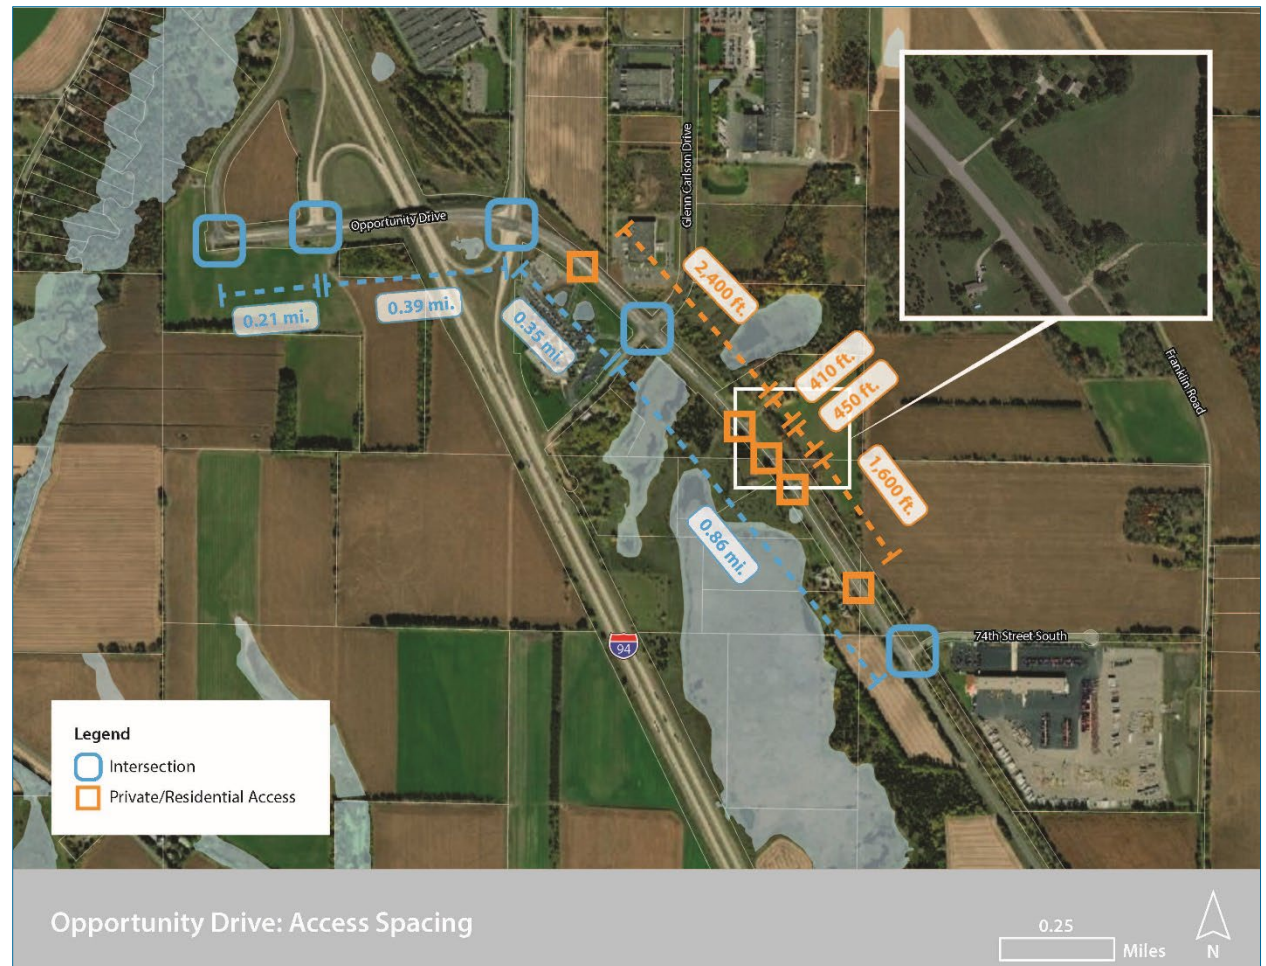 Glenn Carlson Drive
Opportunity Drive
2,400 ft.
0.39 mi.
0.21 mi.
0.35 mi.
410 ft.
450 ft.
Franklin Road
1,600 ft.
0.86 mi.
74th Street South
94
Legend
Intersection
Private/Residential Access
Opportunity Drive: Access Spacing
0.25
Miles
N